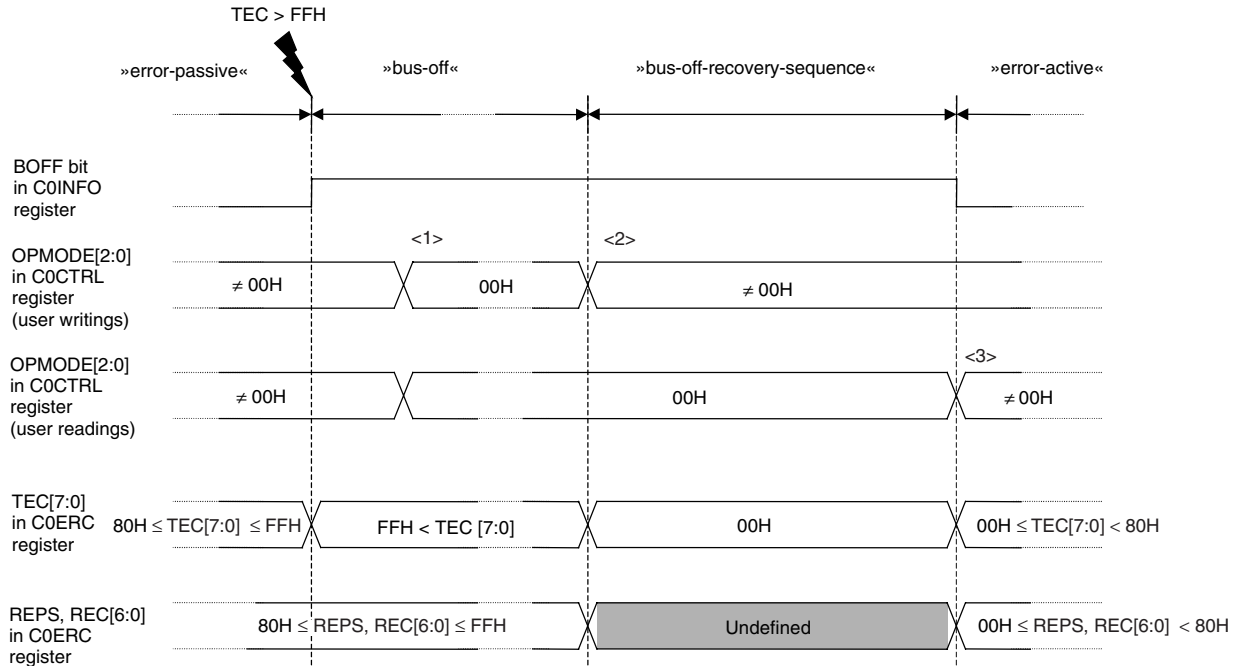 TEC > FFH
»error-passive« »bus-off« »bus-off-recovery-sequence« »error-active«
BOFF bit
in C0INFO
register
<1> <2>
OPMODE[2:0]
in C0CTRL
register
(user writings)
≠ 00H 00H ≠ 00H
<3>
OPMODE[2:0]
in C0CTRL
register
(user readings)
≠ 00H 00H ≠ 00H
TEC[7:0]
in C0ERC
register
80H ≤ TEC[7:0] ≤ FFH FFH < TEC [7:0] 00H 00H ≤ TEC[7:0] < 80H
REPS, REC[6:0]
in C0ERC
register
80H ≤ REPS, REC[6:0] ≤ FFH Undefined 00H ≤ REPS, REC[6:0] < 80H